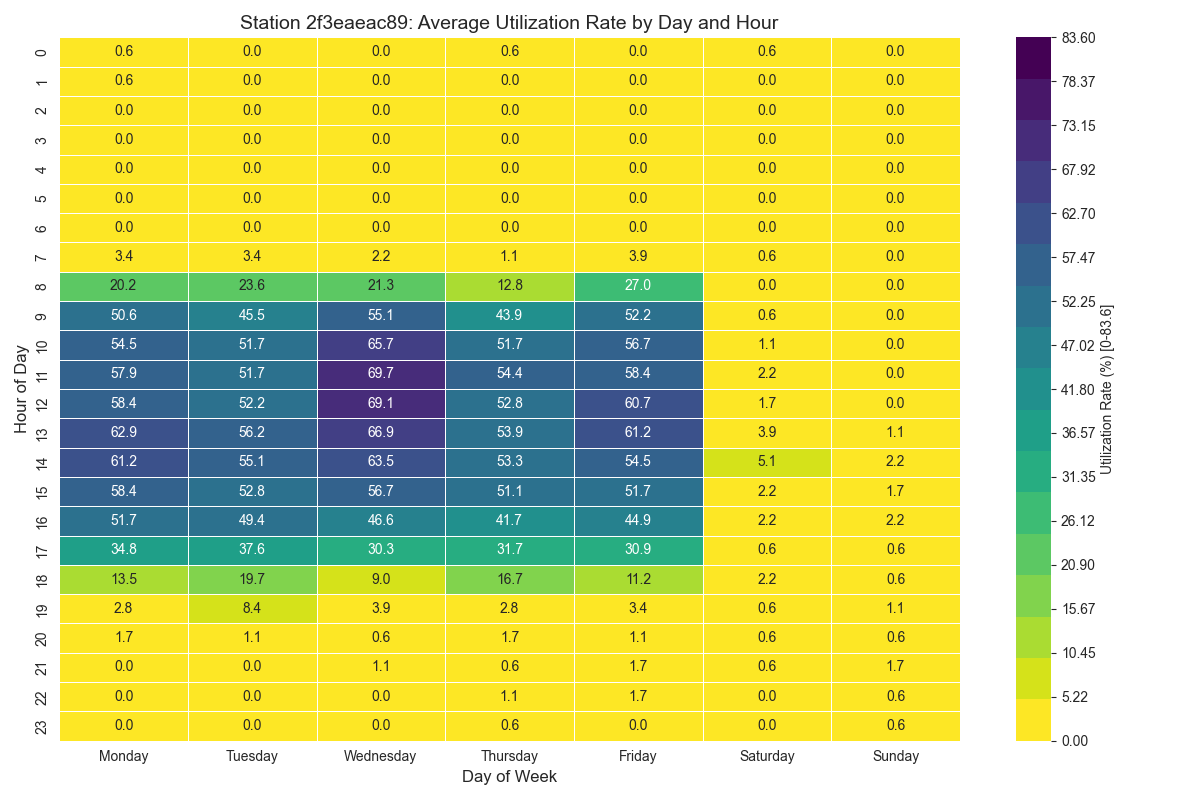 Station 2f3eaeac89: Average Utilization Rate by Day and Hour
0 0.6 0.0 0.0 0.6 0.0 0.6 0.0
1 0.6 0.0 0.0 0.0 0.0 0.0 0.0
2 0.0 0.0 0.0 0.0 0.0 0.0 0.0
3 0.0 0.0 0.0 0.0 0.0 0.0 0.0
4 0.0 0.0 0.0 0.0 0.0 0.0 0.0
5 0.0 0.0 0.0 0.0 0.0 0.0 0.0
6 0.0 0.0 0.0 0.0 0.0 0.0 0.0
7 3.4 3.4 2.2 1.1 3.9 0.6 0.0
8 20.2 23.6 21.3 12.8 27.0 0.0 0.0
9 50.6 45.5 55.1 43.9 52.2 0.6 0.0
10 54.5 51.7 65.7 51.7 56.7 1.1 0.0
11 57.9 51.7 69.7 54.4 58.4 2.2 0.0
12 58.4 52.2 69.1 52.8 60.7 1.7 0.0
13 62.9 56.2 66.9 53.9 61.2 3.9 1.1
14 61.2 55.1 63.5 53.3 54.5 5.1 2.2
15 58.4 52.8 56.7 51.1 51.7 2.2 1.7
16 51.7 49.4 46.6 41.7 44.9 2.2 2.2
17 34.8 37.6 30.3 31.7 30.9 0.6 0.6
18 13.5 19.7 9.0 16.7 11.2 2.2 0.6
19 2.8 8.4 3.9 2.8 3.4 0.6 1.1
20 1.7 1.1 0.6 1.7 1.1 0.6 0.6
21 0.0 0.0 1.1 0.6 1.7 0.6 1.7
22 0.0 0.0 0.0 1.1 1.7 0.0 0.6
23 0.0 0.0 0.0 0.6 0.0 0.0 0.6
Monday Tuesday Wednesday Thursday Friday Saturday Sunday
Day of Week
Hour of Day
83.60
78.37
73.15
67.92
62.70
57.47
52.25
47.02
41.80
36.57
31.35
26.12
20.90
15.67
10.45
5.22
0.00
Utilization Rate (%) [0-83.6]